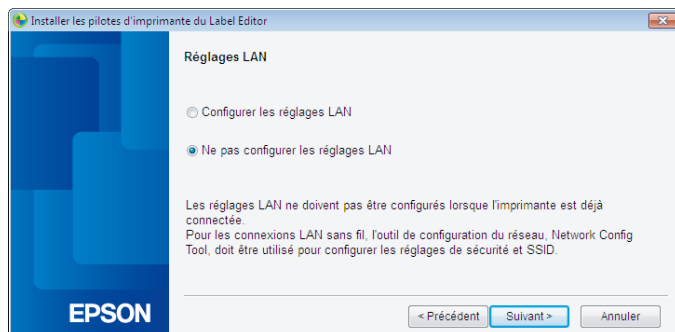 Installer les pilotes d'imprimante du Label Editor
Réglages LAN
Configurer les réglages LAN
Ne pas configurer les réglages LAN
Les réglages LAN ne doivent pas être configurés lorsque l'imprimante est déjà
connectée.
Pour les connexions LAN sans fil, l'outil de configuration du réseau, Network Config
Tool, doit être utilisé pour configurer les réglages de sécurité et SSID.
EPSON
< Précédent
Suivant >
Annuler